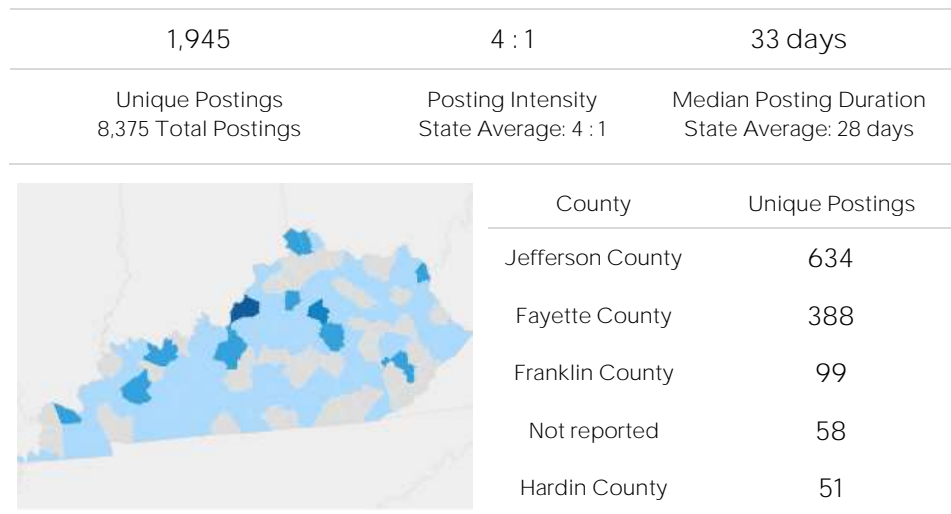 1,945 4 : 1 33 days
Unique Postings Posting Intensity Median Posting Duration
8,375 Total Postings State Average: 4 : 1 State Average: 28 days
County Unique Postings
Jefferson County 634
Fayette County 388
Franklin County 99
Not reported 58
Hardin County 51